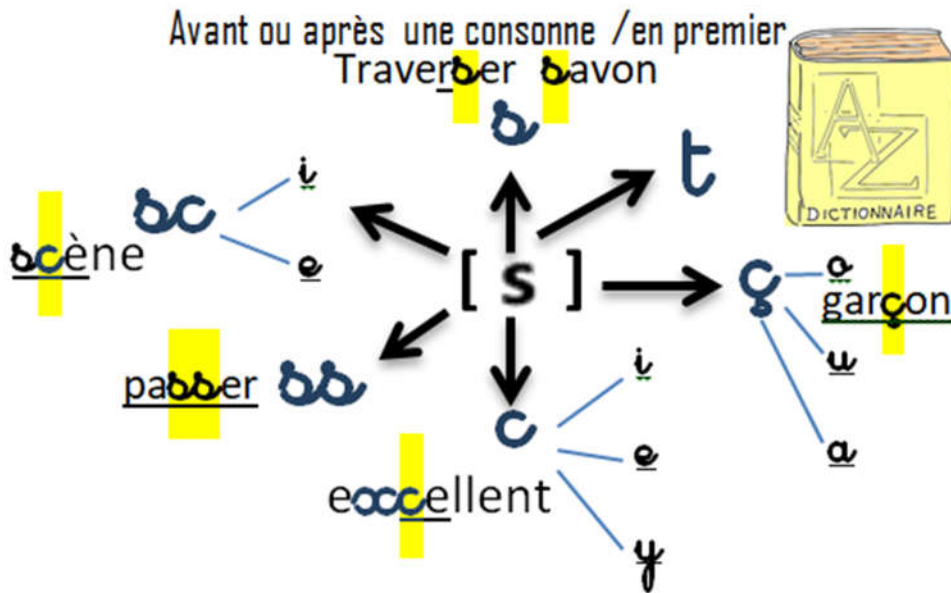 Avant ou après une consonne /en premier
Traverser savon
s
t
A
Z
DICTIONNAIRE
sc
i
e
scène
[ s ]
ç
o
garçon
u
a
passer
ss
c
i
e
y
excellent